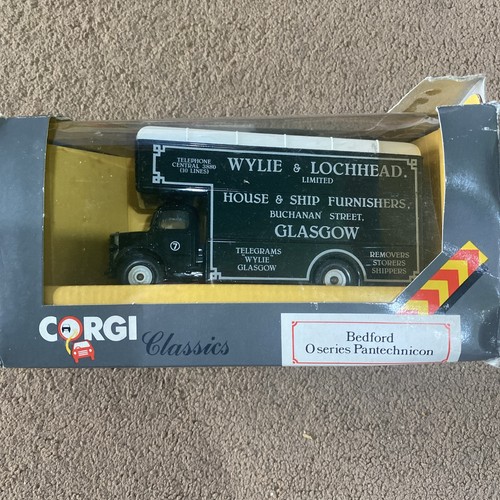 TELEPHONE
CENTRAL 3880
(10 LINES)
WYLIE & LOCHHEAD,
LIMITED
HOUSE & SHIP FURNISHERS,
BUCHANAN STREET,
GLASGOW
TELEGRAMS
"WYLIE"
GLASGOW
REMOVERS
STORERS
SHIPPERS
7
CORGI Classics
Bedford
O series Pantechnicon